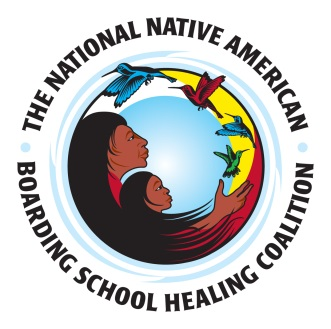 THE NATIONAL NATIVE AMERICAN
BOARDING SCHOOL HEALING COALITION